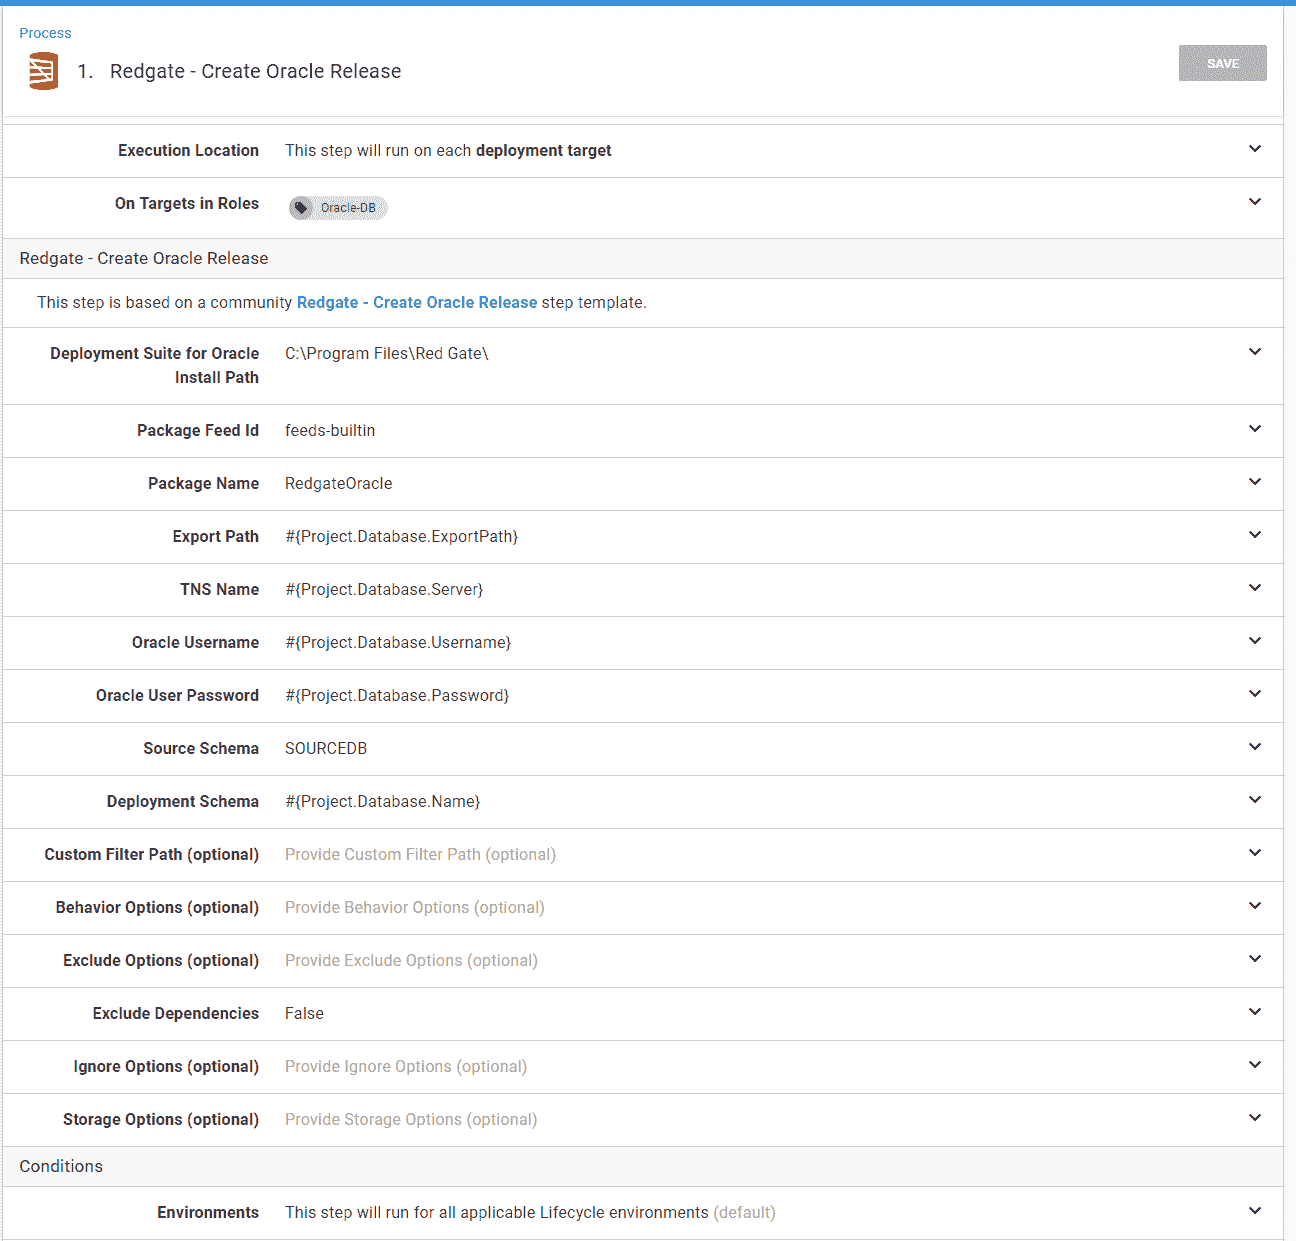 Process
1. Redgate - Create Oracle Release
SAVE
Execution Location This step will run on each deployment target
On Targets in Roles Oracle-DB
Redgate - Create Oracle Release
This step is based on a community Redgate - Create Oracle Release step template.
Deployment Suite for Oracle C:\Program Files\Red Gate\
Install Path
Package Feed Id feeds-builtin
Package Name RedgateOracle
Export Path #{Project.Database.ExportPath}
TNS Name #{Project.Database.Server}
Oracle Username #{Project.Database.Username}
Oracle User Password #{Project.Database.Password}
Source Schema SOURCEDB
Deployment Schema #{Project.Database.Name}
Custom Filter Path (optional) Provide Custom Filter Path (optional)
Behavior Options (optional) Provide Behavior Options (optional)
Exclude Options (optional) Provide Exclude Options (optional)
Exclude Dependencies False
Ignore Options (optional) Provide Ignore Options (optional)
Storage Options (optional) Provide Storage Options (optional)
Conditions
Environments This step will run for all applicable Lifecycle environments (default)